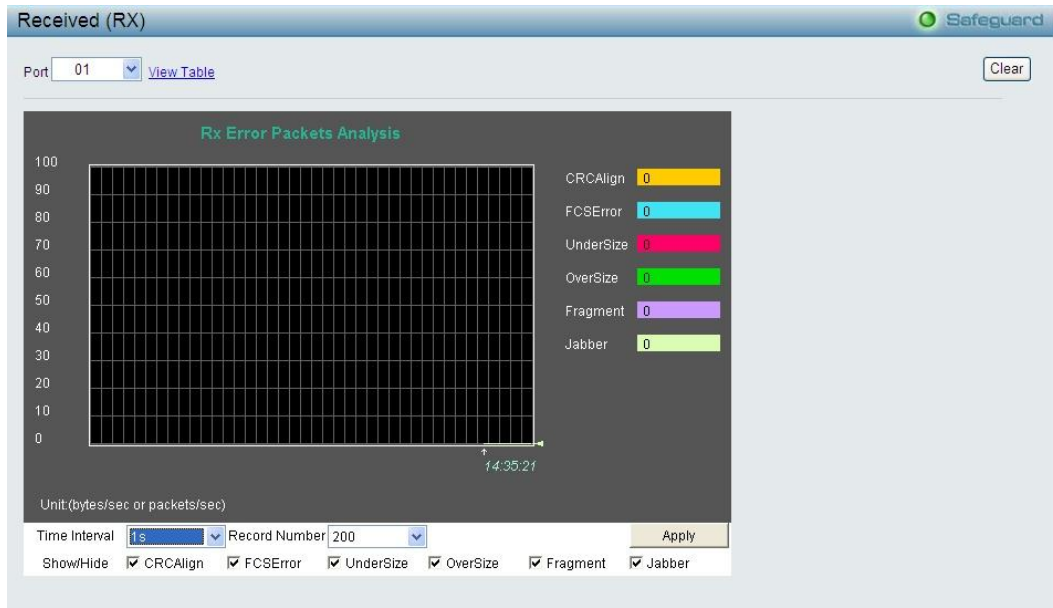 Received (RX)
Safeguard
Port 01 View Table
Clear
Rx Error Packets Analysis
100
90
80
70
60
50
40
30
20
10
0
CRCAlign 0
FCSError 0
UnderSize 0
OverSize 0
Fragment 0
Jabber 0
14:35:21
Unit:(bytes/sec or packets/sec)
Time Interval 1s Record Number 200 Apply
Show/Hide CRCAlign FCSError UnderSize OverSize Fragment Jabber